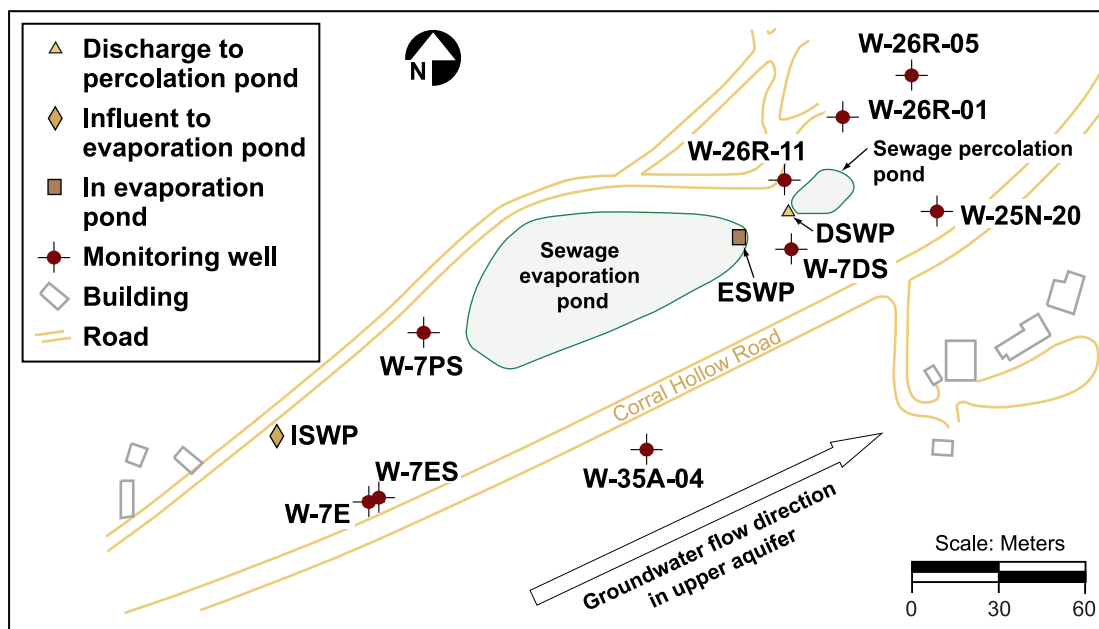 Discharge to
percolation pond
Influent to
evaporation pond
In evaporation
pond
Monitoring well
Building
Road
N
W-26R-05
W-26R-01
W-26R-11
Sewage percolation
pond
W-25N-20
DSWP
W-7DS
ESWP
Sewage
evaporation
pond
W-7PS
Corral Hollow Road
ISWP
W-7ES
W-7E
W-35A-04
Groundwater flow direction
in upper aquifer
Scale: Meters
0 30 60